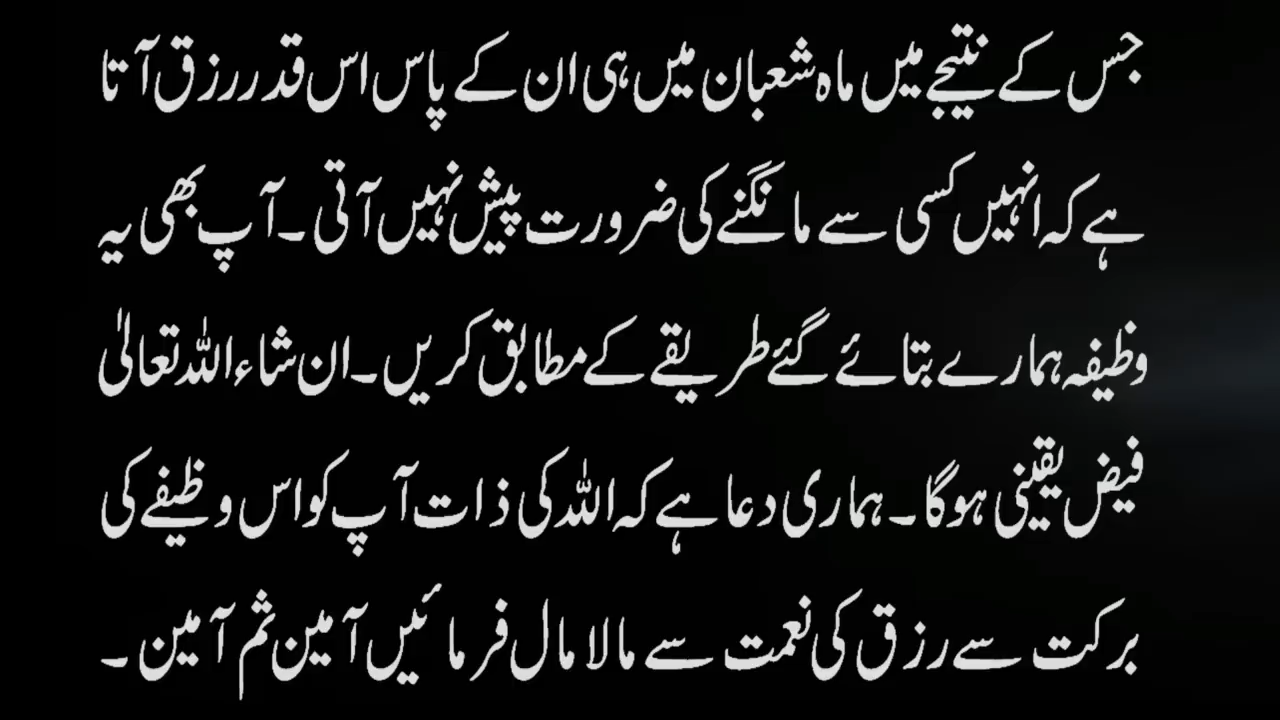 جس کے نتیجے میں ماہ شعبان میں ہی ان کے پاس اس قدر رزق آتا
ہے کہ انہیں کسی سے مانگنے کی ضرورت پیش نہیں آتی۔ آپ بھی یہ
وظیفہ ہمارے بتائے گئے طریقے کے مطابق کریں۔ ان شاء اللہ تعالیٰ
فیض یقینی ہوگا۔ ہماری دعا ہے کہ اللہ کی ذات آپ کو اس وظیفے کی
برکت سے رزق کی نعمت سے مالا مال فرمائیں آمین ثم آمین۔